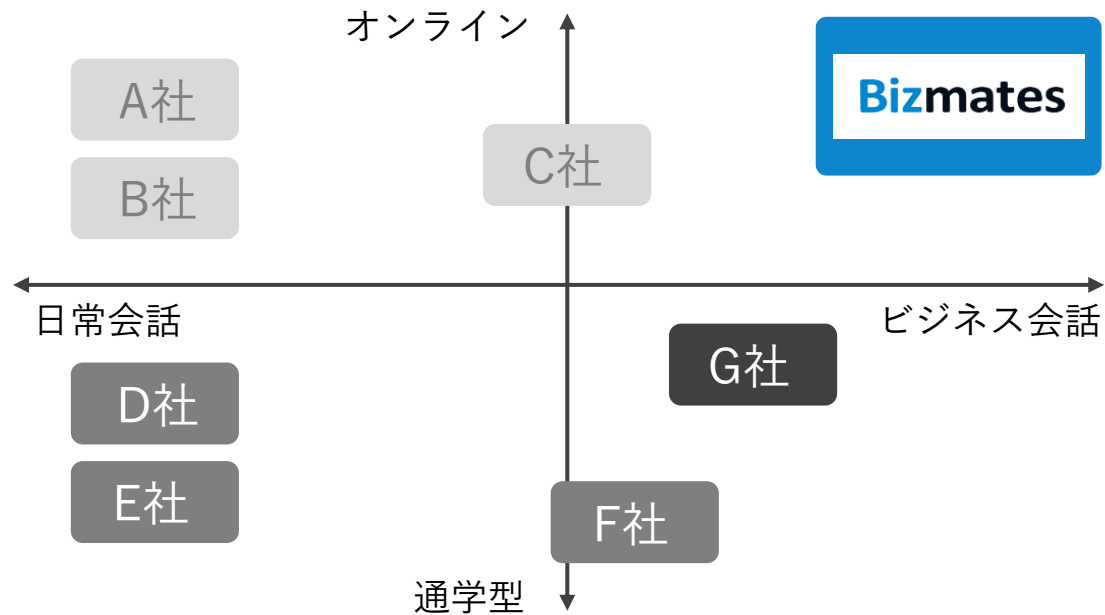 オンライン
Bizmates
A社
C社
B社
日常会話
ビジネス会話
G社
D社
E社
F社
通学型